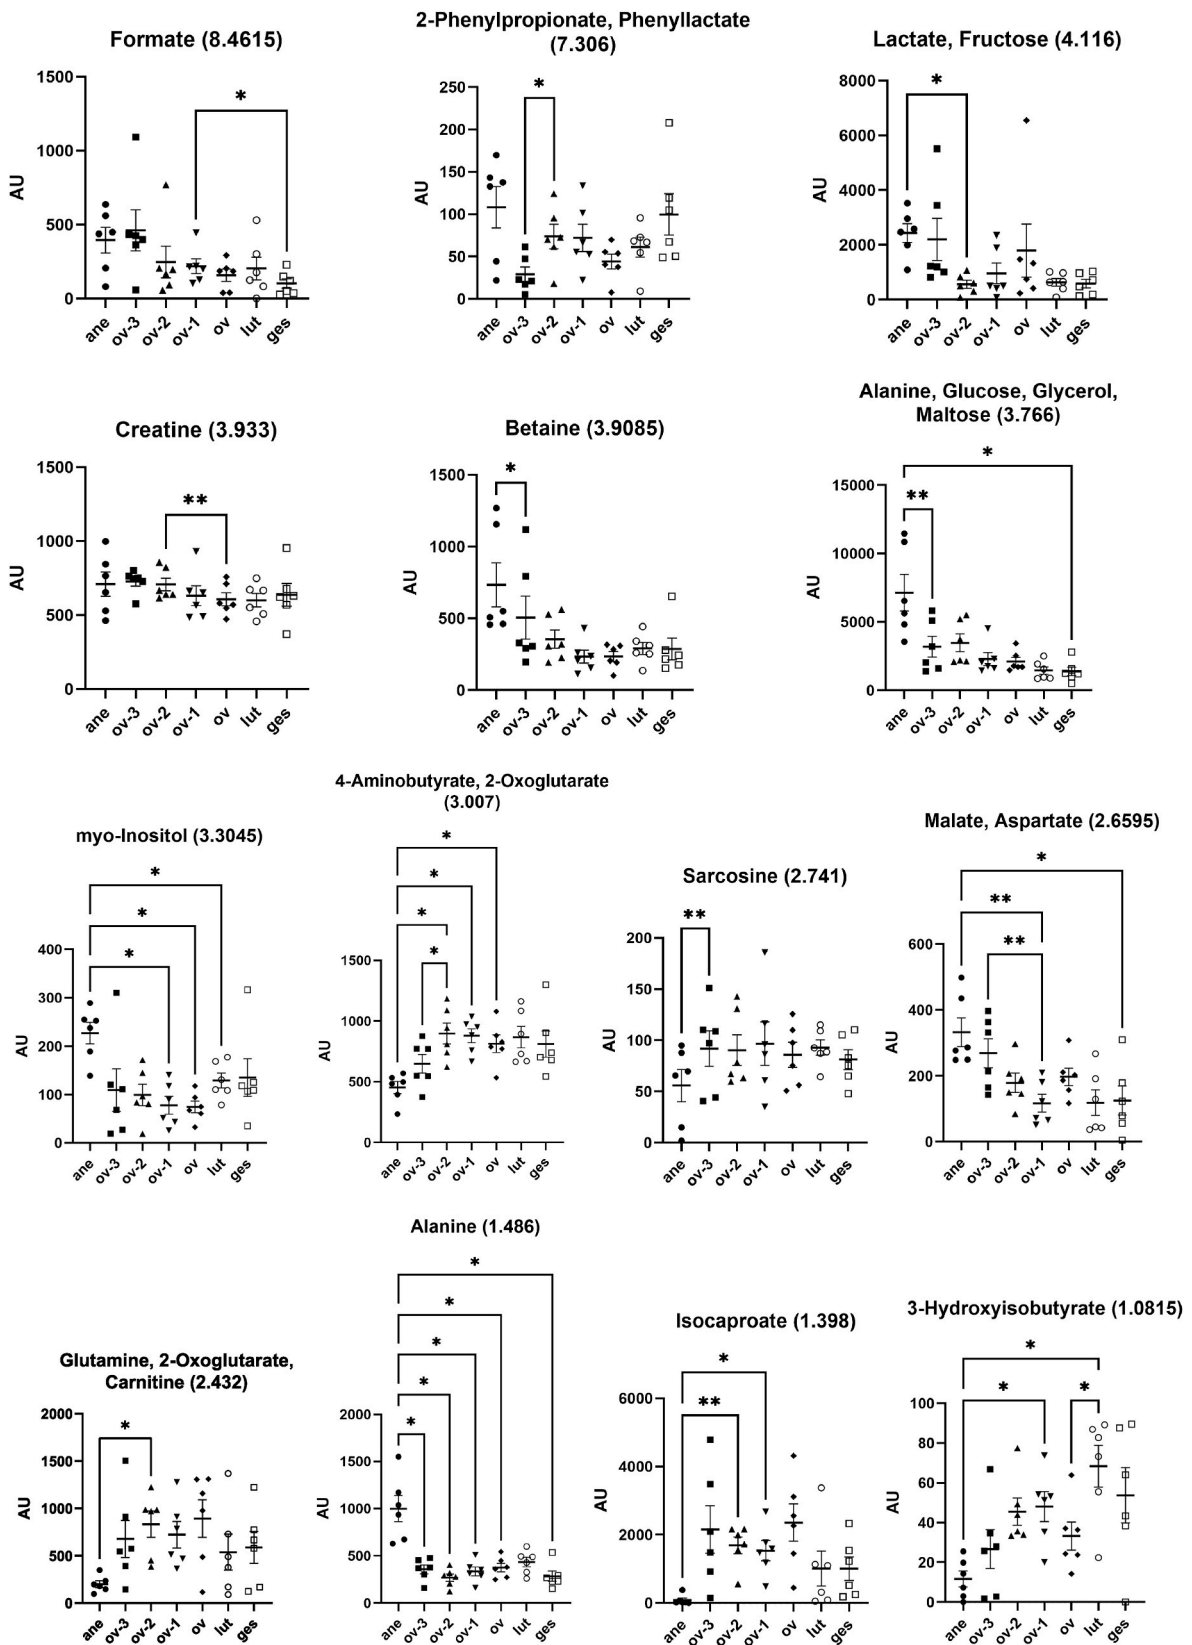 Formate (8.4615)
1500
1000
500
0
AU
*
ane
ov-3
ov-2
ov-1
ov
lut
ges
2-Phenylpropionate, Phenyllactate
(7.306)
250
200
150
100
50
0
AU
*
ane
ov-3
ov-2
ov-1
ov
lut
ges
Lactate, Fructose (4.116)
8000
6000
4000
2000
0
AU
*
ane
ov-3
ov-2
ov-1
ov
lut
ges
Creatine (3.933)
1500
1000
500
0
AU
**
ane
ov-3
ov-2
ov-1
ov
lut
ges
Betaine (3.9085)
1500
1000
500
0
AU
*
ane
ov-3
ov-2
ov-1
ov
lut
ges
Alanine, Glucose, Glycerol,
Maltose (3.766)
15000
10000
5000
0
AU
*
**
ane
ov-3
ov-2
ov-1
ov
lut
ges
myo-Inositol (3.3045)
400
300
200
100
0
AU
*
*
*
ane
ov-3
ov-2
ov-1
ov
lut
ges
4-Aminobutyrate, 2-Oxoglutarate
(3.007)
1500
1000
500
0
AU
*
*
*
*
ane
ov-3
ov-2
ov-1
ov
lut
ges
Sarcosine (2.741)
200
150
100
50
0
AU
**
ane
ov-3
ov-2
ov-1
ov
lut
ges
Malate, Aspartate (2.6595)
600
400
200
0
AU
*
**
**
ane
ov-3
ov-2
ov-1
ov
lut
ges
Glutamine, 2-Oxoglutarate,
Carnitine (2.432)
2000
1500
1000
500
0
AU
*
ane
ov-3
ov-2
ov-1
ov
lut
ges
Alanine (1.486)
2000
1500
1000
500
0
AU
*
*
*
*
*
ane
ov-3
ov-2
ov-1
ov
lut
ges
Isocaproate (1.398)
6000
4000
2000
0
AU
*
**
ane
ov-3
ov-2
ov-1
ov
lut
ges
3-Hydroxyisobutyrate (1.0815)
100
80
60
40
20
0
AU
*
*
*
ane
ov-3
ov-2
ov-1
ov
lut
ges